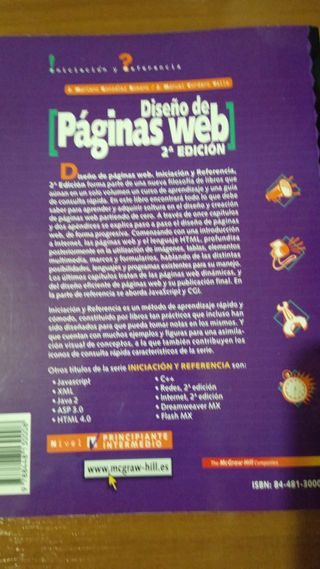 Iniciación y Referencia
Mariano González Romero / J. Manuel Cordero Valle
Diseño de
Páginas web
2ª EDICIÓN
Diseño de páginas web. Iniciación y Referencia,
2ª Edición forma parte de una nueva filosofía de libros que
aúnan en un solo volumen un curso de aprendizaje y una guía
de consulta rápida. En este libro encontrará todo lo que debe
saber para aprender y adquirir soltura en el diseño y creación
de páginas web partiendo de cero. A través de once capítulos
y dos apéndices se explica paso a paso el diseño de páginas
web, de forma progresiva. Comenzando con una introducción
a Internet, las páginas web y el lenguaje HTML, profundiza
posteriormente en la utilización de imágenes, tablas, elementos
multimedia, marcos y formularios, hablando de las distintas
posibilidades, lenguajes y programas existentes para su manejo.
Los últimos capítulos tratan de las páginas web dinámicas, y
del diseño eficiente de páginas web y su publicación final. En
la parte de referencia se aborda JavaScript y CGI.
Iniciación y Referencia es un método de aprendizaje rápido y
cómodo, constituido por libros tan prácticos que incluso han
sido diseñados para que pueda tomar notas en los mismos. Y
que cuentan con muchos ejemplos y figuras para una asimila-
ción visual de conceptos, a lo que también contribuyen los
iconos de consulta rápida característicos de la serie.
Otros títulos de la serie INICIACIÓN Y REFERENCIA son:
• Javascript
• XML
• Java 2
• ASP 3.0
• HTML 4.0
• C++
• Redes, 2ª edición
• Internet, 2ª edición
• Dreamweaver MX
• Flash MX
Nivel PRINCIPIANTE
INTERMEDIO
www.mcgraw-hill.es
The McGraw-Hill Companies
ISBN: 84-481-3000